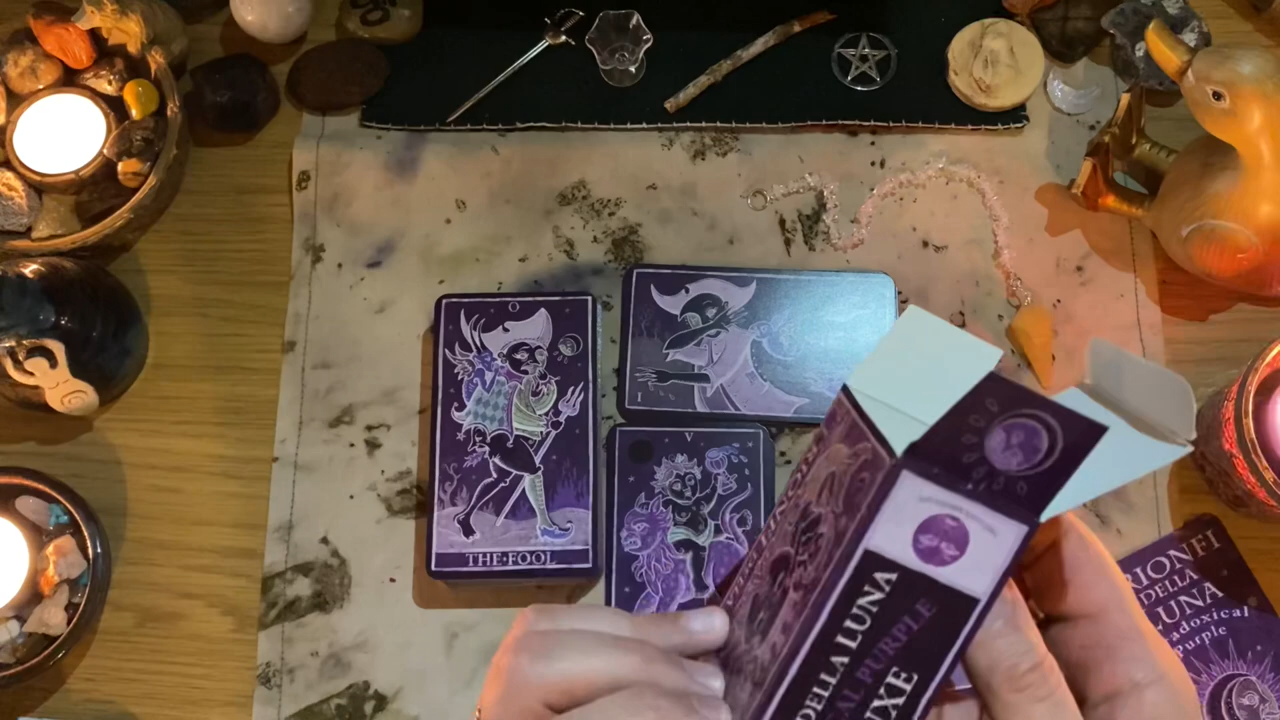 O
THE·FOOL
I
V
DELLA LUNA
AL PURPLE
UXE
RIONFI
DELLA
LUNA
adoxical
Purple